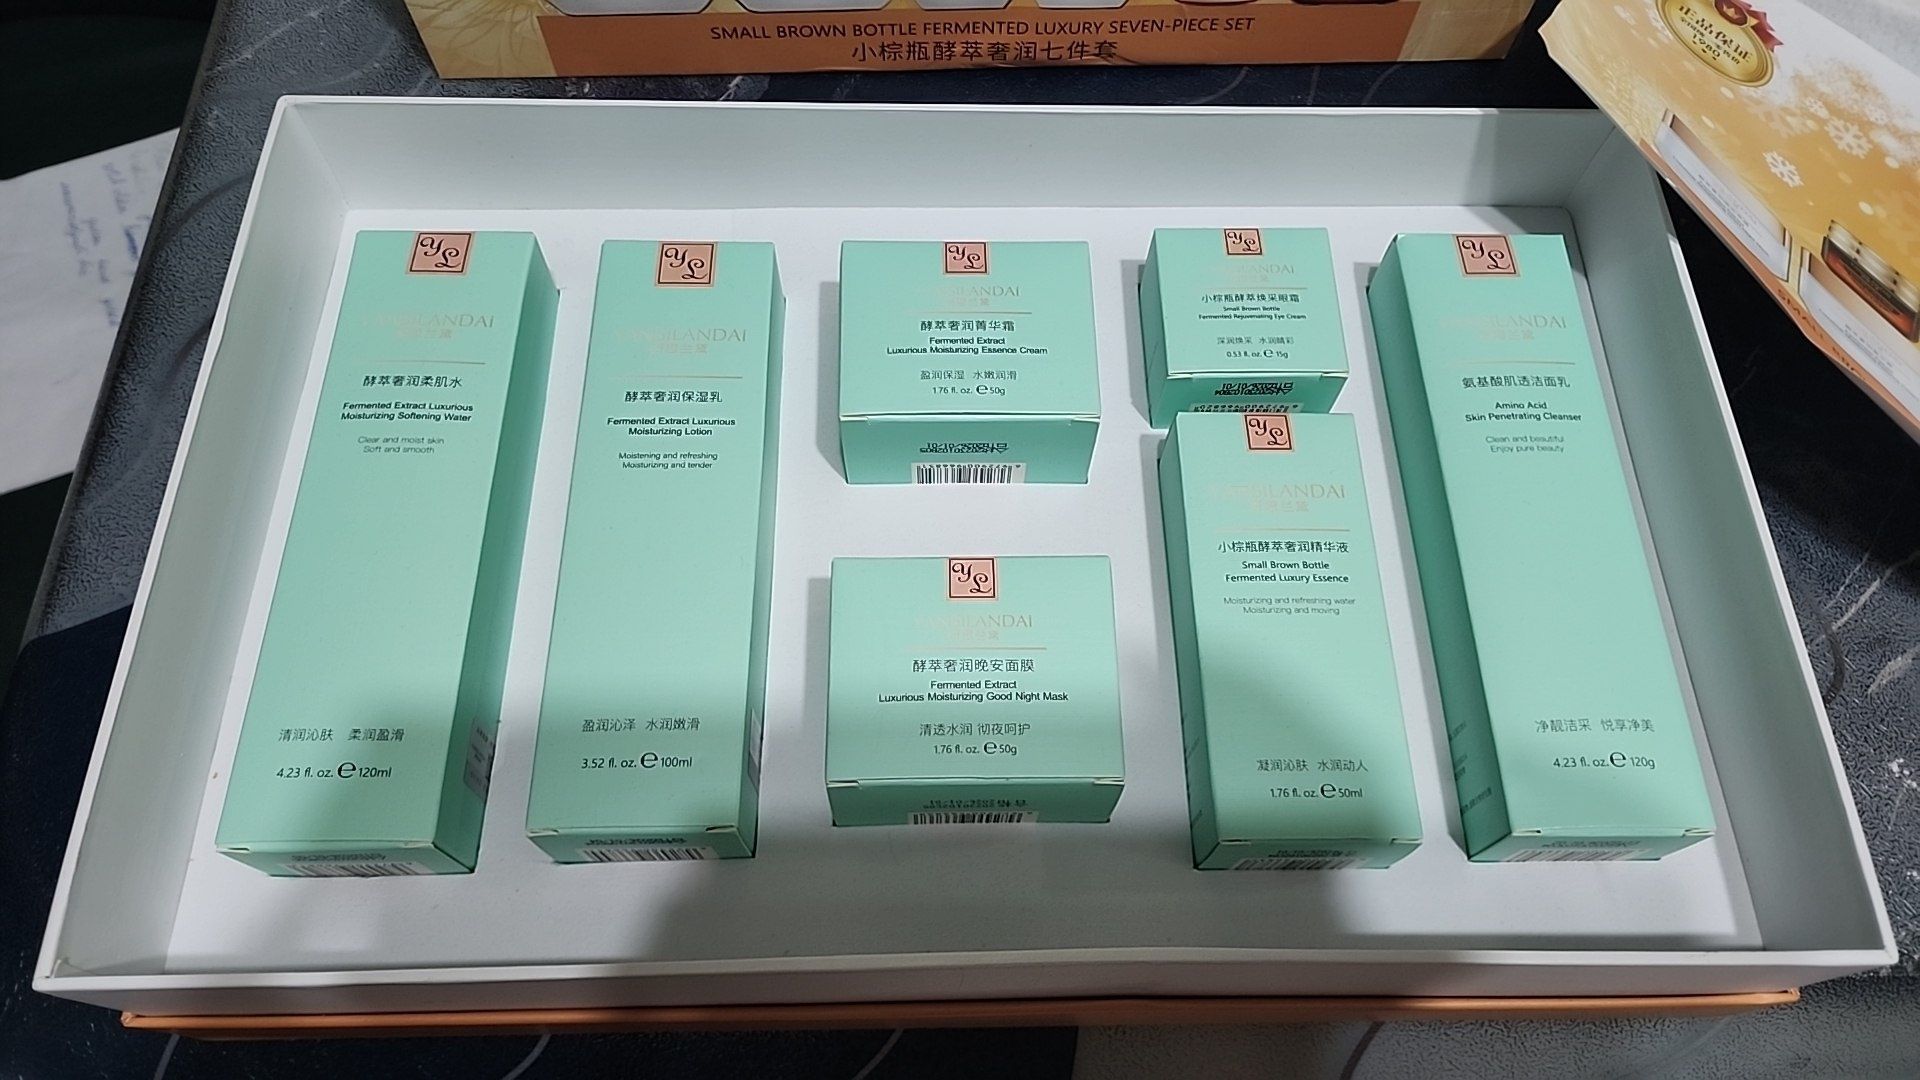 SMALL BROWN BOTTLE FERMENTED LUXURY SEVEN-PIECE SET
小棕瓶酵萃奢润七件套
正品保证
1980
YL
YANSILANDAI
酵萃奢润柔肌水
Fermented Extract Luxurious
Moisturizing Softening Water
Clear and moist skin
Soft and smooth
清润沁肤 柔润盈滑
4.23 fl. oz. ℮ 120ml
YL
YANSILANDAI
酵萃奢润保湿乳
Fermented Extract Luxurious
Moisturizing Lotion
Moistening and refreshing
Moisturizing and tender
盈润沁泽 水润嫩滑
3.52 fl. oz. ℮ 100ml
YL
YANSILANDAI
酵萃奢润菁华霜
Fermented Extract
Luxurious Moisturizing Essence Cream
盈润保湿 水嫩润滑
1.76 fl. oz. ℮ 50g
YL
YANSILANDAI
酵萃奢润晚安面膜
Fermented Extract
Luxurious Moisturizing Good Night Mask
清透水润 彻夜呵护
1.76 fl. oz. ℮ 50g
YL
YANSILANDAI
小棕瓶酵萃焕采眼霜
Small Brown Bottle
Fermented Rejuvenating Eye Cream
深润焕采 水润睛彩
0.53 fl. oz. ℮ 15g
YL
YANSILANDAI
小棕瓶酵萃奢润精华液
Small Brown Bottle
Fermented Luxury Essence
Moisturizing and refreshing water
Moisturizing and moving
凝润沁肤 水润动人
1.76 fl. oz. ℮ 50ml
YL
YANSILANDAI
氨基酸肌透洁面乳
Amino Acid
Skin Penetrating Cleanser
Clean and beautiful
Enjoy pure beauty
净靓洁采 悦享净美
4.23 fl. oz. ℮ 120g